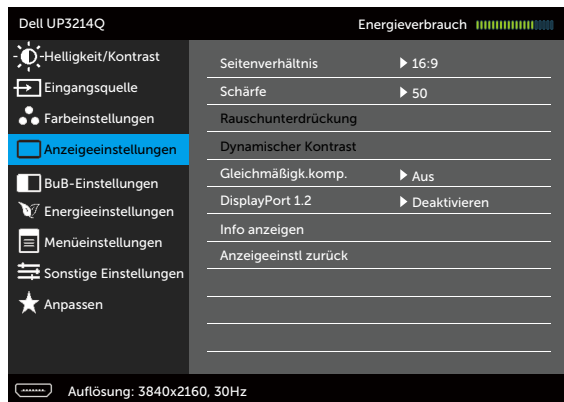 Dell UP3214Q
Energieverbrauch
Helligkeit/Kontrast
Eingangsquelle
Farbeinstellungen
Anzeigeeinstellungen
BuB-Einstellungen
Energieeinstellungen
Menüeinstellungen
Sonstige Einstellungen
Anpassen
Seitenverhältnis 16:9
Schärfe 50
Rauschunterdrückung
Dynamischer Kontrast
Gleichmäßigk.komp. Aus
DisplayPort 1.2 Deaktivieren
Info anzeigen
Anzeigeeinstl zurück
Auflösung: 3840x2160, 30Hz